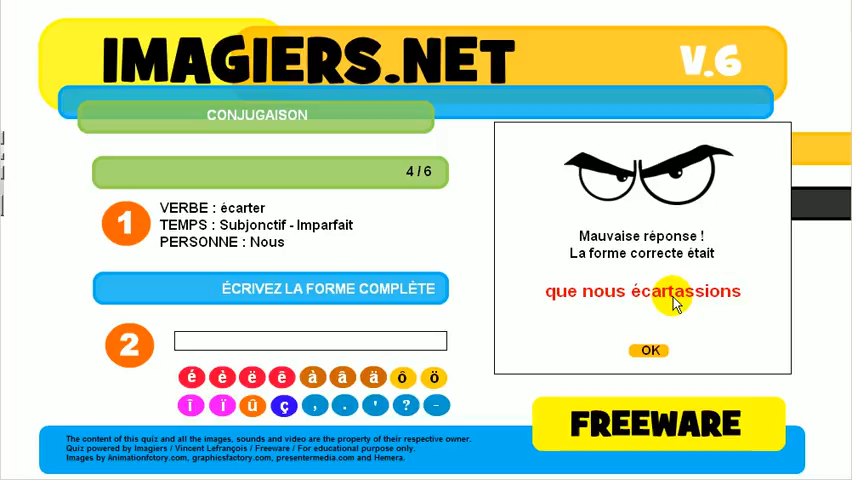 IMAGIERS.NET
V.6
CONJUGAISON
4 / 6
1
VERBE : écarter
TEMPS : Subjonctif - Imparfait
PERSONNE : Nous
ÉCRIVEZ LA FORME COMPLÈTE
2
é è ë ê à â ä ô ö
î ï û ç , . ' ? -
Mauvaise réponse !
La forme correcte était
que nous écartassions
OK
FREEWARE
The content of this quiz and all the images, sounds and video are the property of their respective owner.
Quiz powered by Imagiers / Vincent Lefrançois / Freeware / For educational purpose only.
Images by Animationfctory.com, graphicsfactory.com, presentermedia.com and Hemera.